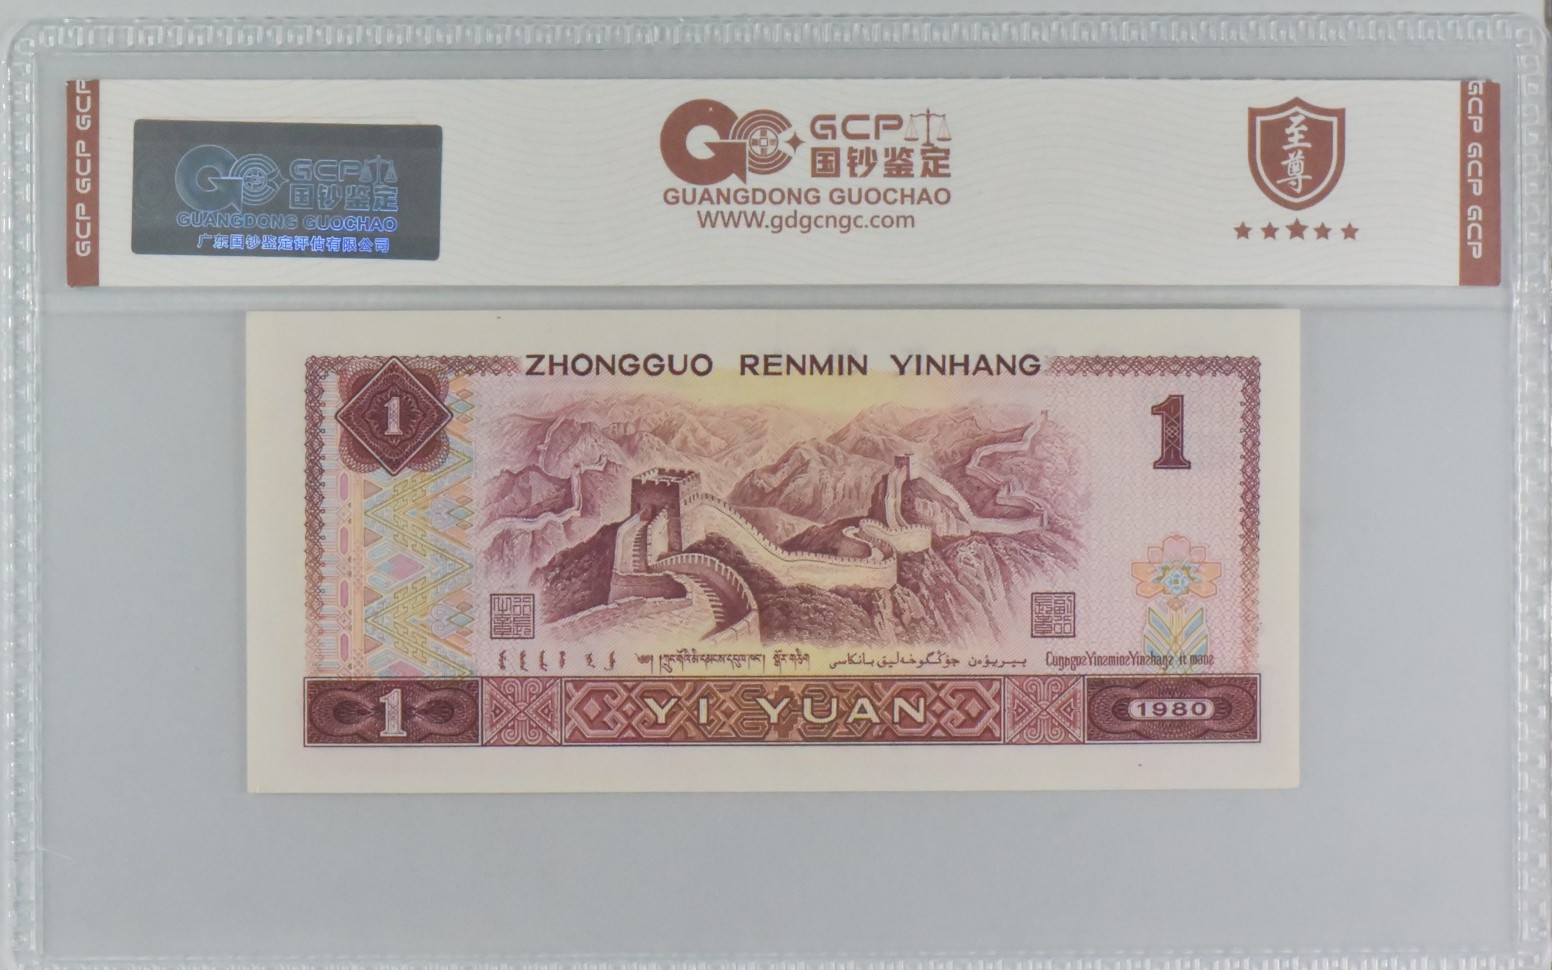 GCP GCP GCP
GCP
国钞鉴定
GUANGDONG GUOCHAO
广东国钞鉴定评估有限公司
GCP
国钞鉴定
GUANGDONG GUOCHAO
WWW.gdgcngc.com
至尊
GCP GCP GCP
ZHONGGUO RENMIN YINHANG
1
1
YI YUAN
1
1980